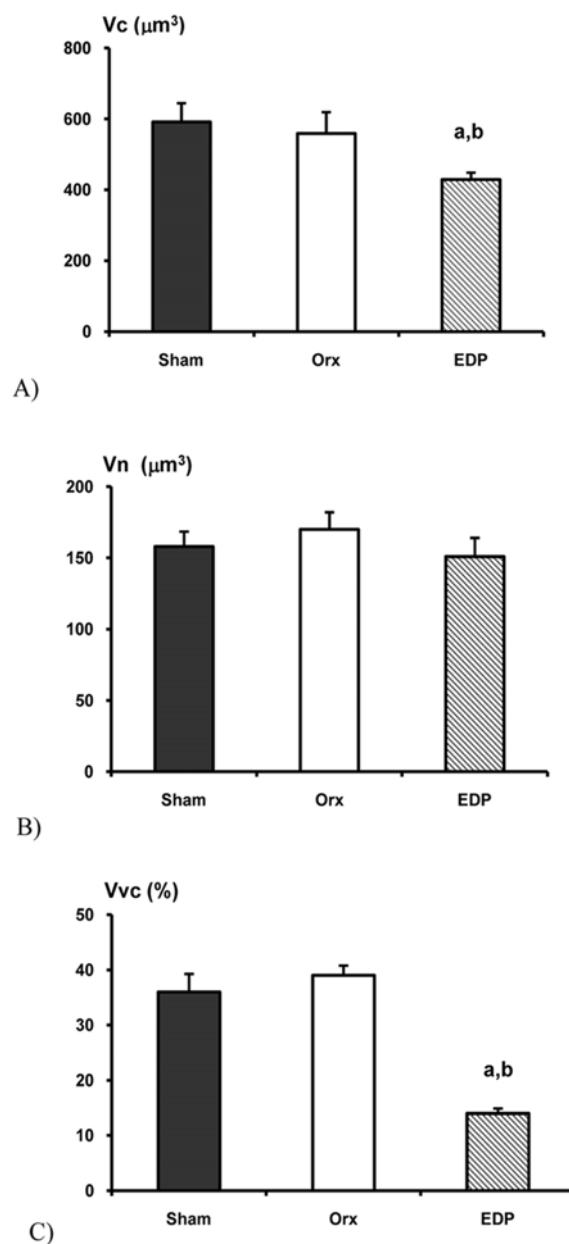 Vc (μm³)
800
600
400
200
0
a,b
Sham Orx EDP
A)
Vn (μm³)
200
150
100
50
0
Sham Orx EDP
B)
Vvc (%)
50
40
30
20
10
0
a,b
Sham Orx EDP
C)